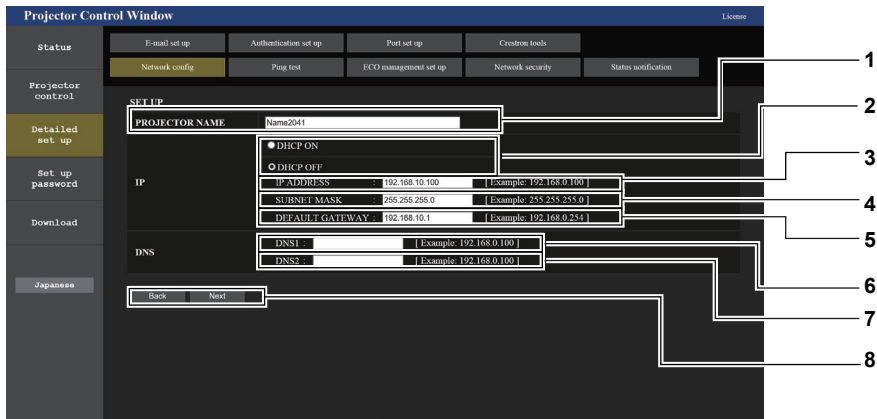 Projector Control Window License
Status
Projector
control
Detailed
set up
Set up
password
Download
Japanese
E-mail set up Authentication set up Port set up Crestron tools
Network config Ping test ECO management set up Network security Status notification
SET UP
PROJECTOR NAME Name2041
IP
DHCP ON
DHCP OFF
IP ADDRESS : 192.168.10.100 [ Example: 192.168.0.100 ]
SUBNET MASK : 255.255.255.0 [ Example: 255.255.255.0 ]
DEFAULT GATEWAY : 192.168.10.1 [ Example: 192.168.0.254 ]
DNS
DNS1 : [ Example: 192.168.0.100 ]
DNS2 : [ Example: 192.168.0.100 ]
Back Next
1
2
3
4
5
6
7
8